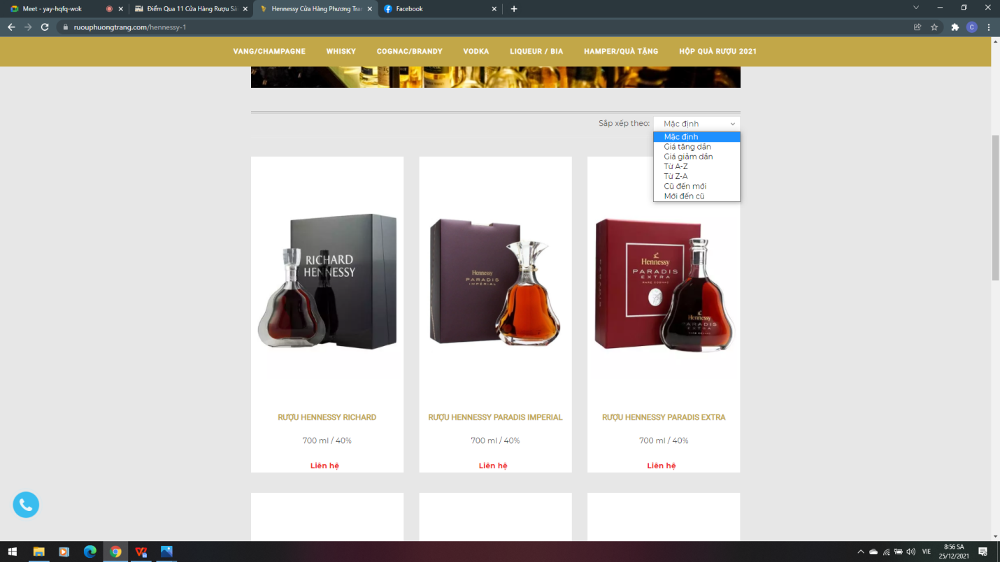 Meet - yay-hqfq-wok
Điểm Qua 11 Cửa Hàng Rượu Sà
Hennessy Cửa Hàng Phương Tran
Facebook
ruouphuongtrang.com/hennessy-1
C
VANG/CHAMPAGNE WHISKY COGNAC/BRANDY VODKA LIQUEUR / BIA HAMPER/QUÀ TẶNG HỘP QUÀ RƯỢU 2021
Sắp xếp theo: Mặc định
Mặc định
Giá tăng dần
Giá giảm dần
Từ A-Z
Từ Z-A
Cũ đến mới
Mới đến cũ
RICHARD
HENNESSY
Hennessy
PARADIS
IMPERIAL
Hennessy
PARADIS
EXTRA
RARE COGNAC
Hennessy
PARADIS
EXTRA
RARE COGNAC
RƯỢU HENNESSY RICHARD
700 ml / 40%
Liên hệ
RƯỢU HENNESSY PARADIS IMPERIAL
700 ml / 40%
Liên hệ
RƯỢU HENNESSY PARADIS EXTRA
700 ml / 40%
Liên hệ
VIE
8:56 SA
25/12/2021